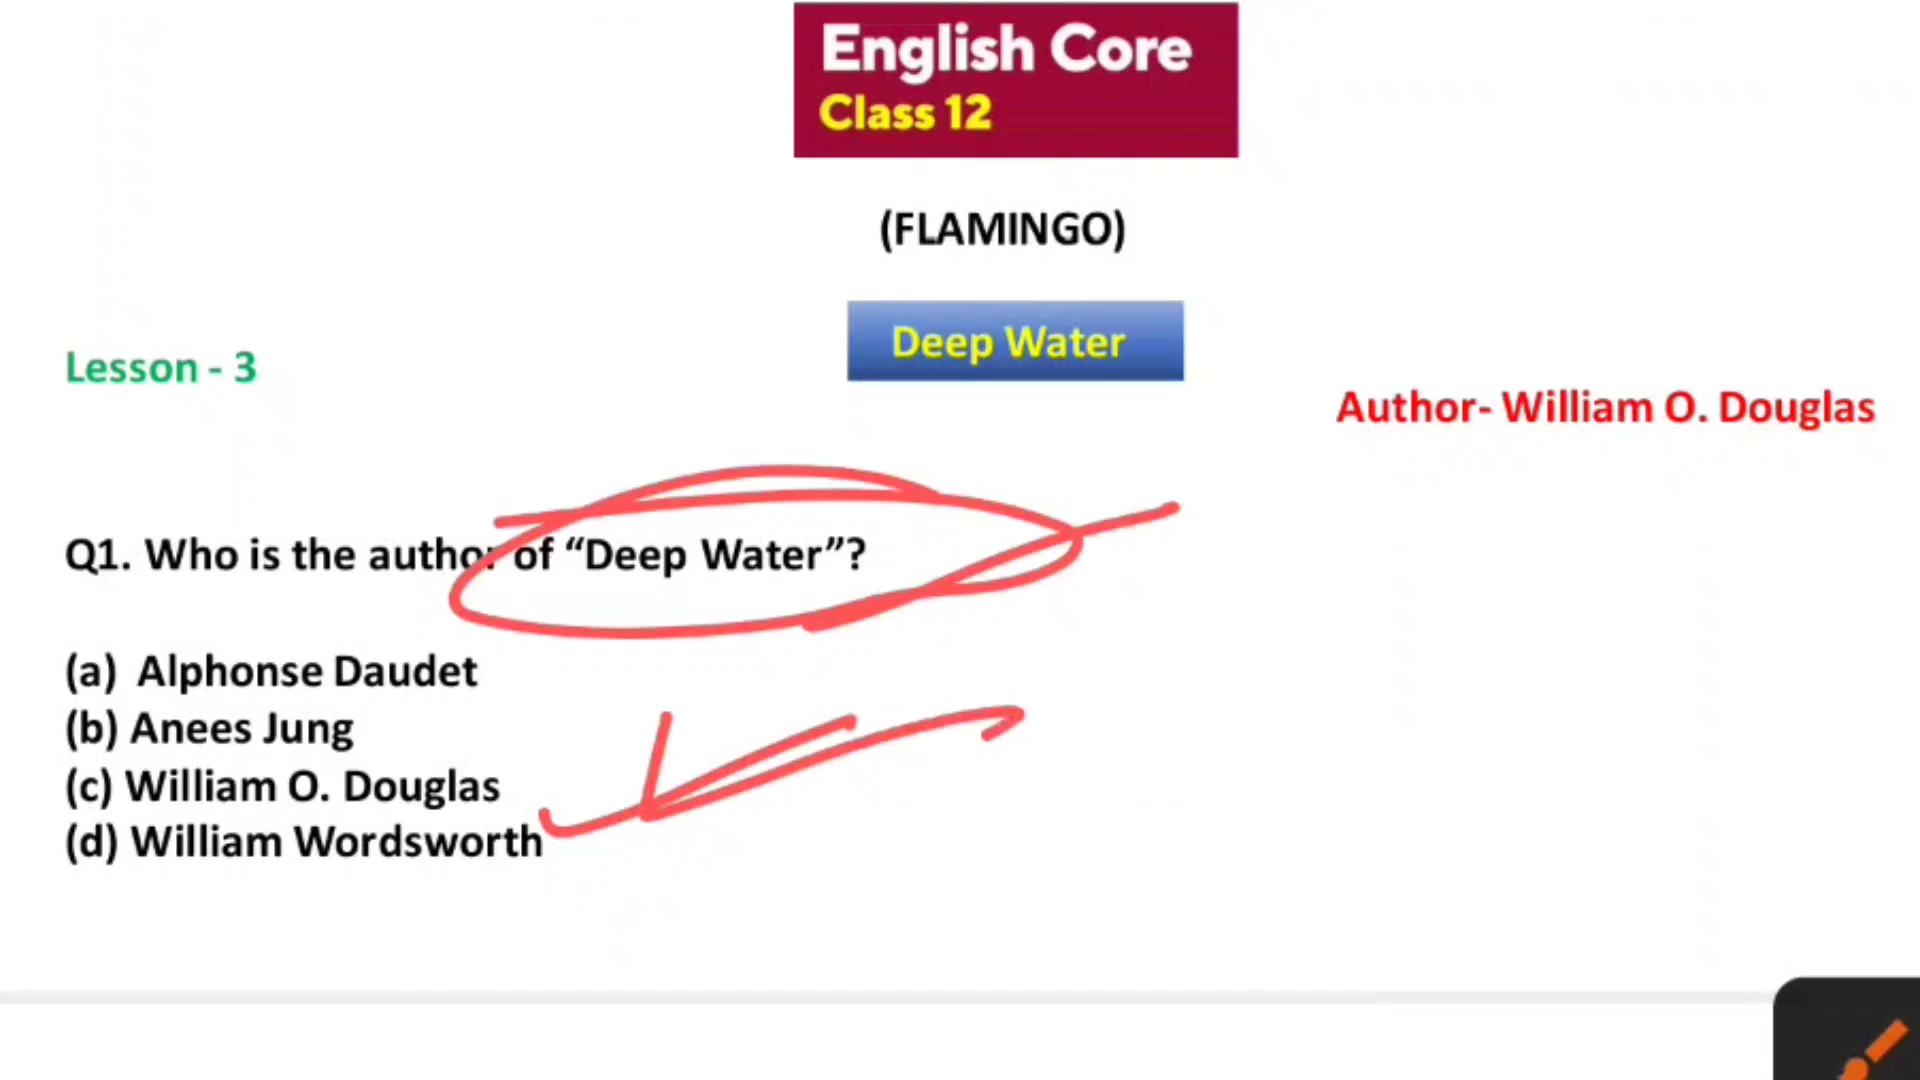 English Core
Class 12
(FLAMINGO)
Deep Water
Lesson - 3
Author- William O. Douglas
Q1. Who is the author of “Deep Water”?
(a) Alphonse Daudet
(b) Anees Jung
(c) William O. Douglas
(d) William Wordsworth